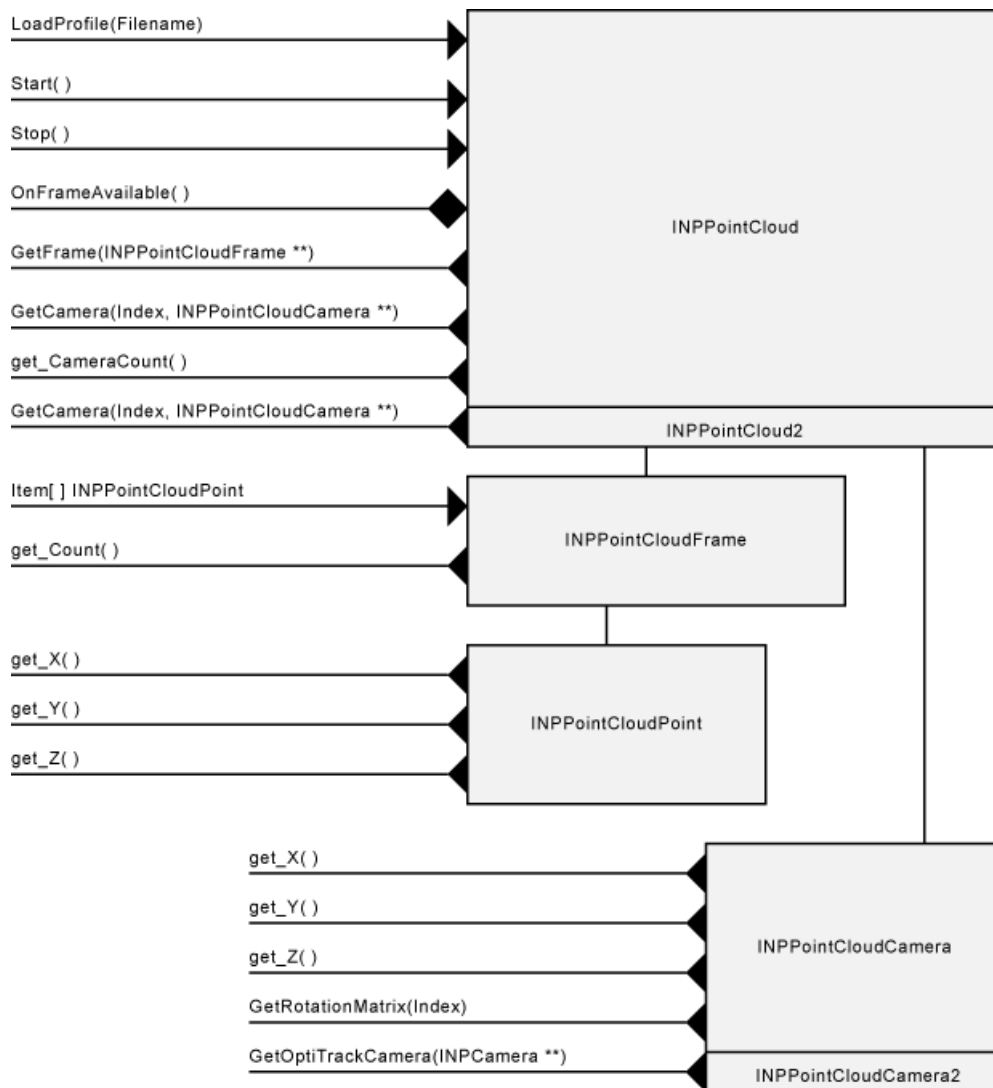 LoadProfile(Filename)
Start( )
Stop( )
OnFrameAvailable( )
GetFrame(INPPointCloudFrame **)
GetCamera(Index, INPPointCloudCamera **)
get_CameraCount( )
GetCamera(Index, INPPointCloudCamera **)
INPPointCloud
INPPointCloud2
Item[ ] INPPointCloudPoint
get_Count( )
INPPointCloudFrame
get_X( )
get_Y( )
get_Z( )
INPPointCloudPoint
get_X( )
get_Y( )
get_Z( )
GetRotationMatrix(Index)
GetOptiTrackCamera(INPCamera **)
INPPointCloudCamera
INPPointCloudCamera2